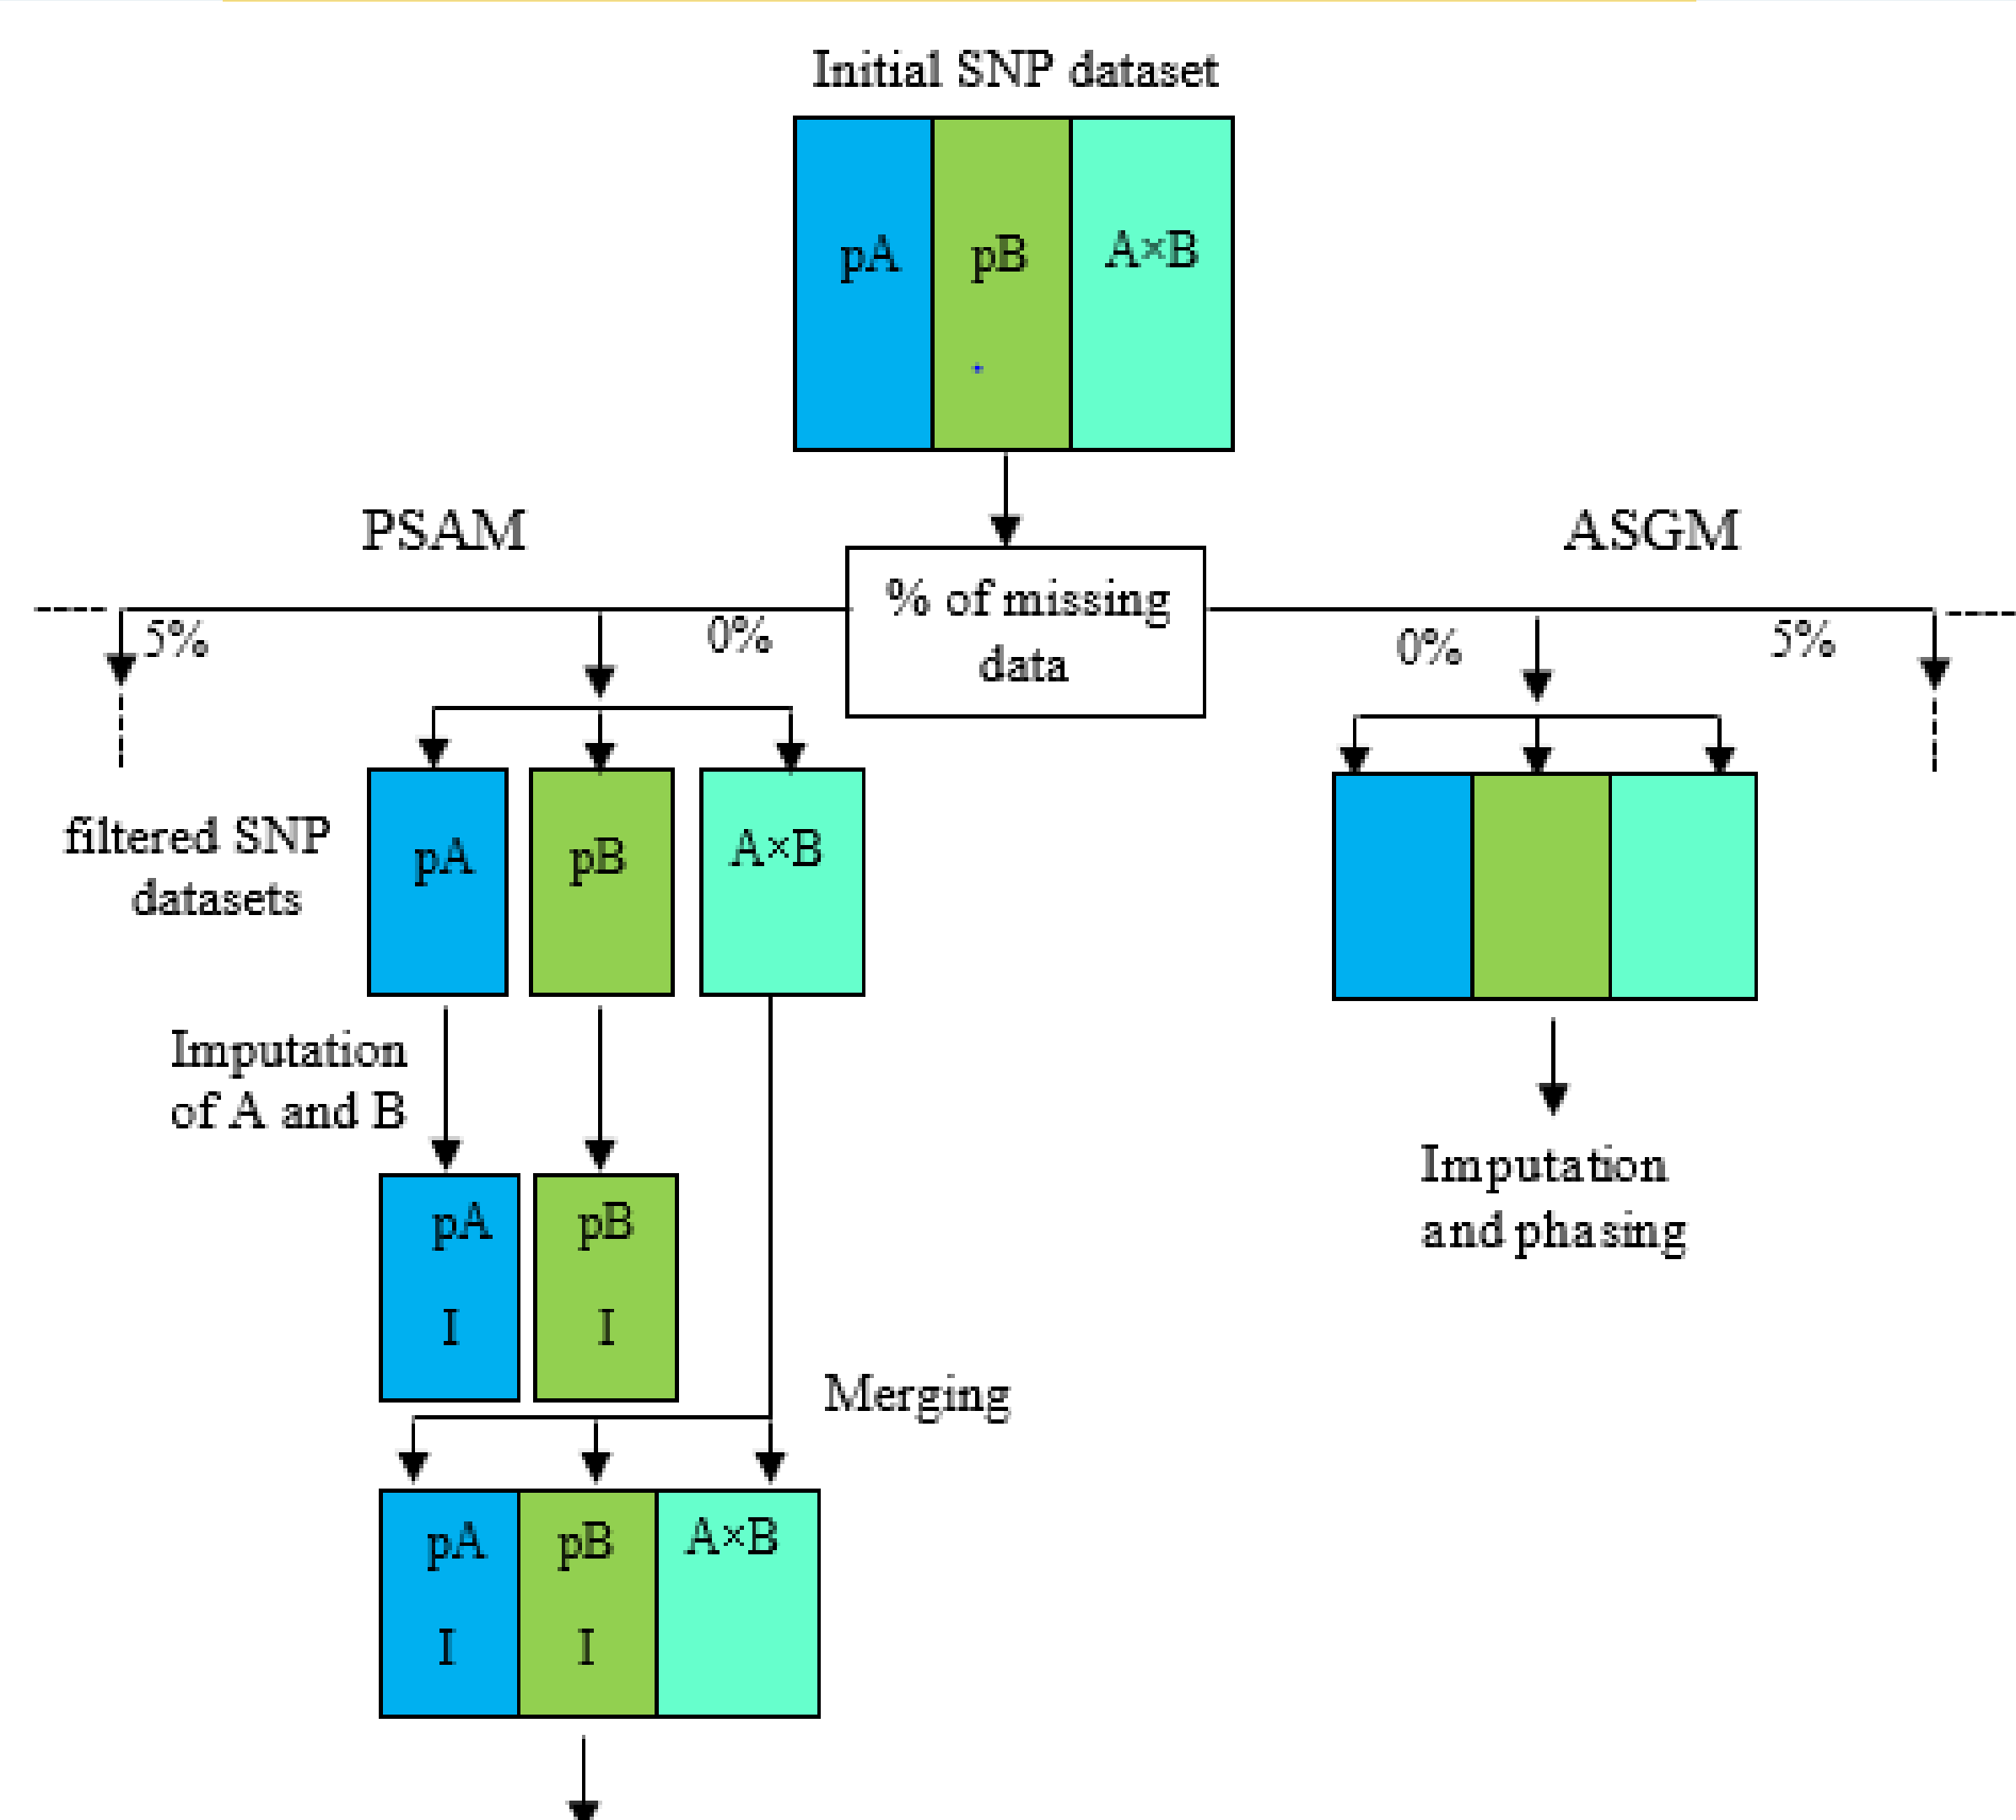 Initial SNP dataset
pA pB A×B
PSAM ASGM
% of missing
data
5% 0% 0% 5%
filtered SNP
datasets
pA pB A×B
Imputation
of A and B
Imputation
and phasing
pA pB
I I
Merging
pA pB A×B
I I